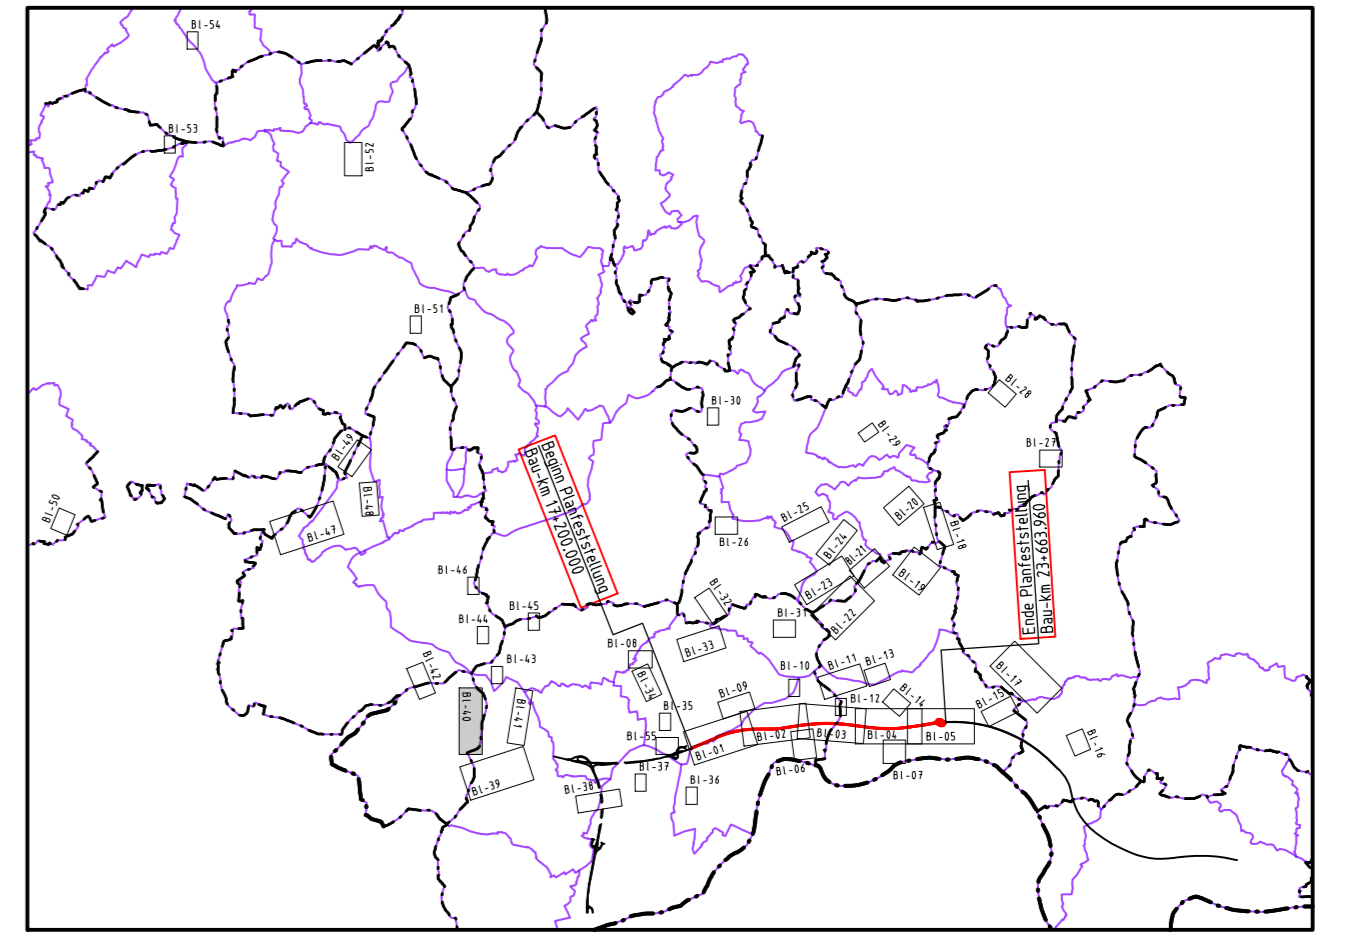 Bl-54
Bl-53
Bl-52
Bl-51
Bl-28
Bl-30
Bl-29
Bl-49
Bl-27
Beginn Planfeststellung
Bau-km 17+200.000
Ende Planfeststellung
Bau-km 23+663.960
Bl-48
Bl-50
Bl-47
Bl-20
Bl-25
Bl-26
Bl-18
Bl-24
Bl-21
Bl-19
Bl-23
Bl-46
Bl-32
Bl-45
Bl-31
Bl-22
Bl-44
Bl-08
Bl-33
Bl-43
Bl-42
Bl-34
Bl-10
Bl-11
Bl-13
Bl-17
Bl-09
Bl-12
Bl-14
Bl-15
Bl-40
Bl-41
Bl-35
Bl-55
Bl-01
Bl-02
Bl-03
Bl-04
Bl-05
Bl-16
Bl-37
Bl-06
Bl-07
Bl-39
Bl-38
Bl-36